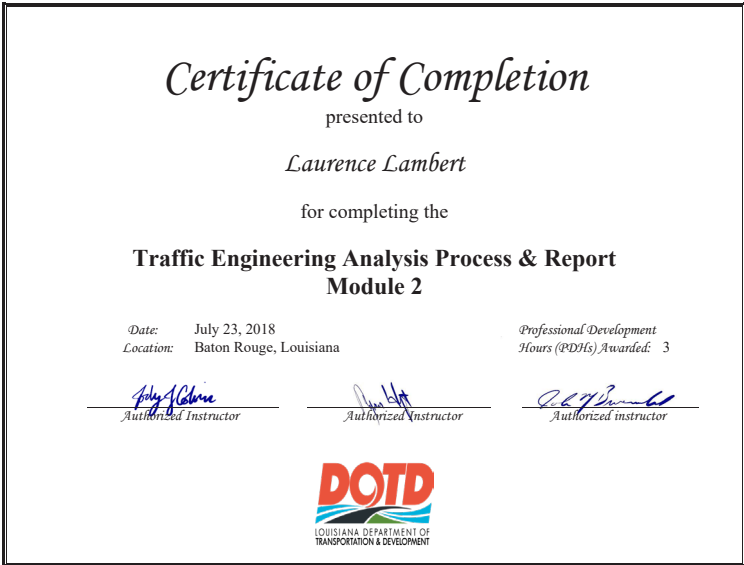 Certificate of Completion
presented to
Laurence Lambert
for completing the
Traffic Engineering Analysis Process & Report
Module 2
Date: July 23, 2018
Location: Baton Rouge, Louisiana
Professional Development
Hours (PDHs) Awarded: 3
Authorized Instructor
Authorized Instructor
Authorized instructor
DOTD
LOUISIANA DEPARTMENT OF
TRANSPORTATION & DEVELOPMENT